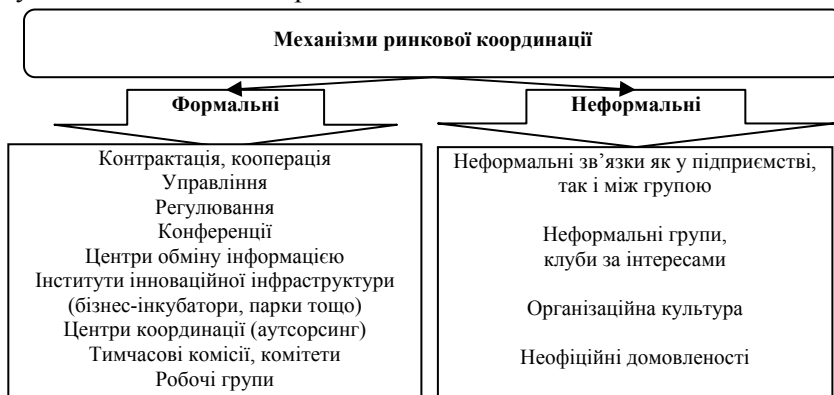 Механізми ринкової координації
Формальні
Контрактація, кооперація
Управління
Регулювання
Конференції
Центри обміну інформацією
Інститути інноваційної інфраструктури
(бізнес-інкубатори, парки тощо)
Центри координації (аутсорсинг)
Тимчасові комісії, комітети
Робочі групи
Неформальні
Неформальні зв’язки як у підприємстві,
так і між групою
Неформальні групи,
клуби за інтересами
Організаційна культура
Неофіційні домовленості